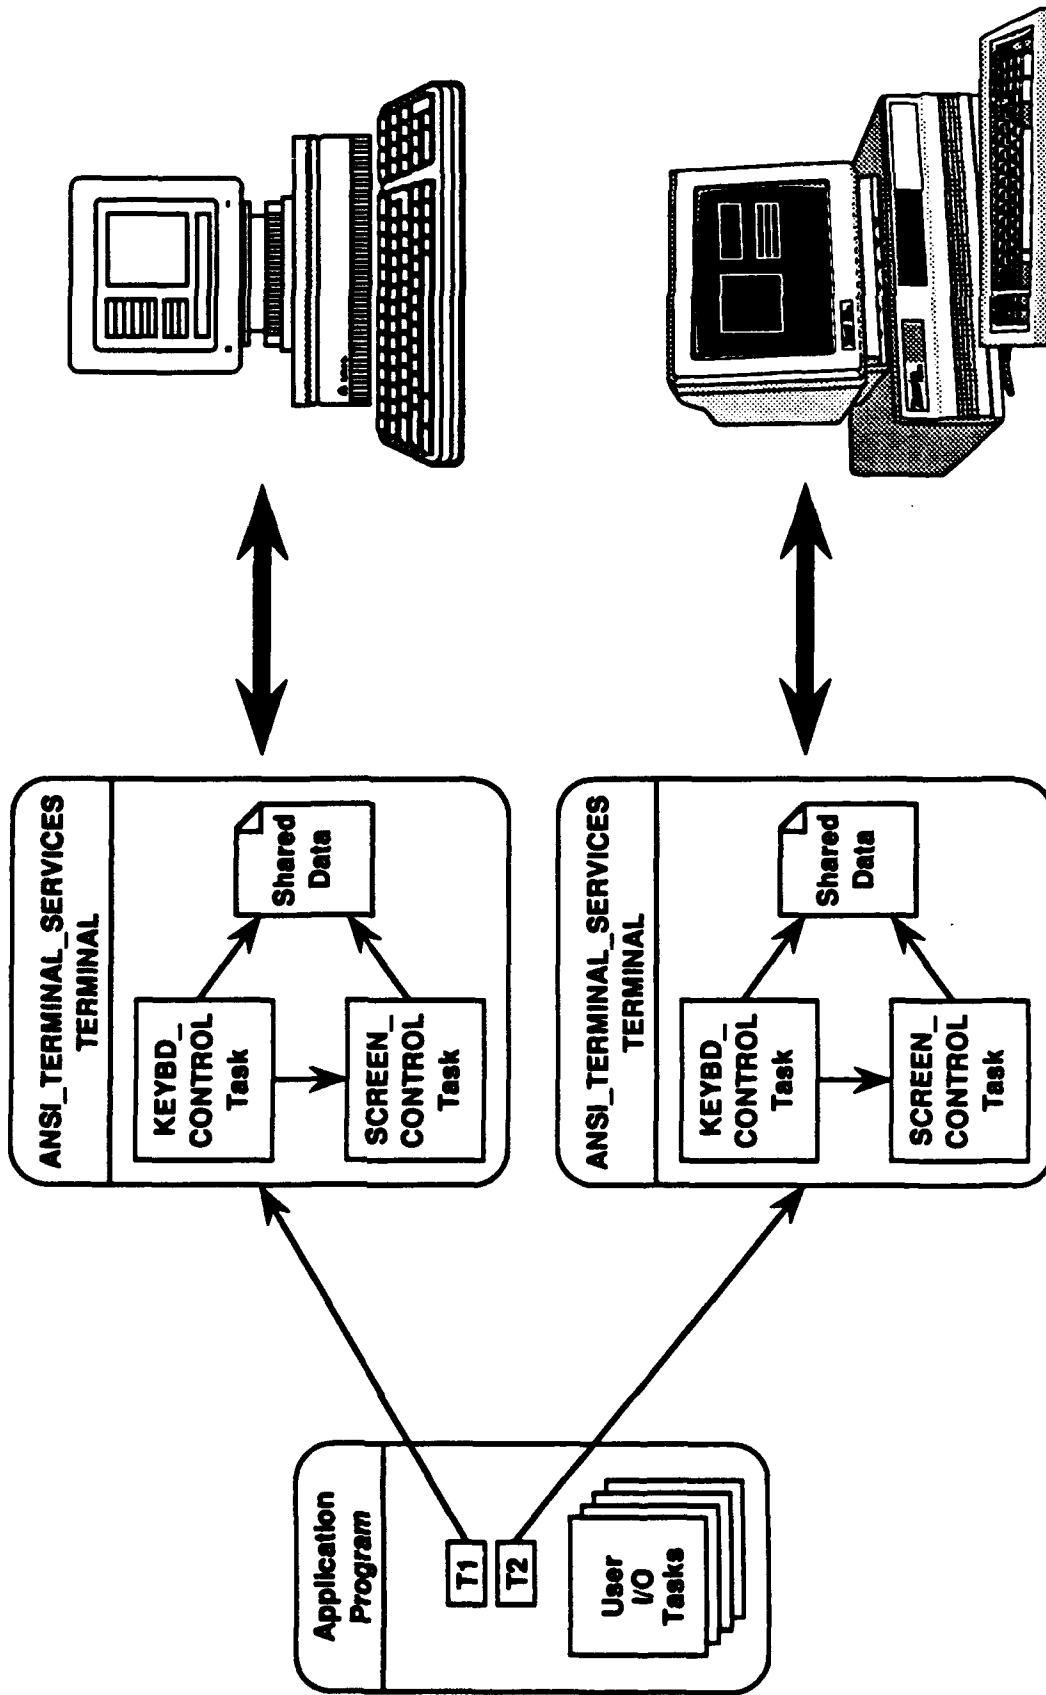 Application
Program
T1
T2
User
I/O
Tasks
ANSI_TERMINAL_SERVICES
TERMINAL
KEYBD_
CONTROL
Task
SCREEN_
CONTROL
Task
Shared
Data
ANSI_TERMINAL_SERVICES
TERMINAL
KEYBD_
CONTROL
Task
SCREEN_
CONTROL
Task
Shared
Data